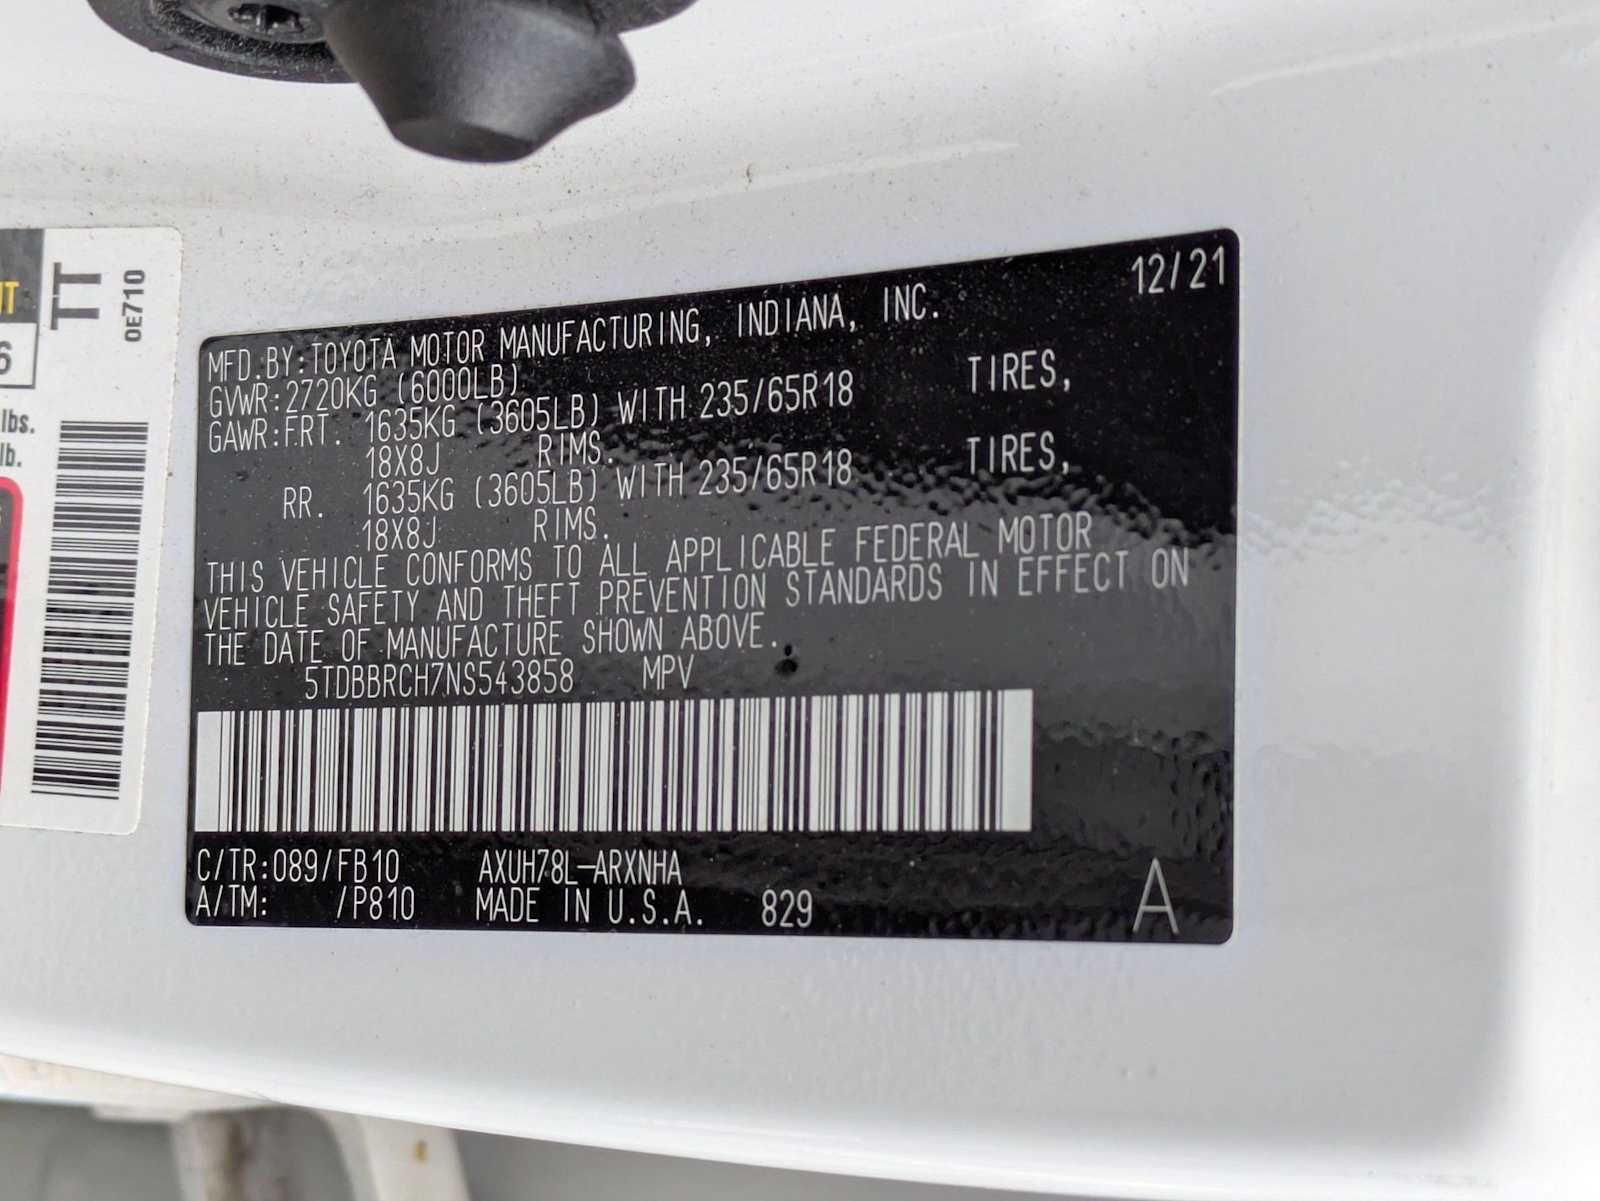 12/21
MFD.BY:TOYOTA MOTOR MANUFACTURING, INDIANA, INC.
GVWR:2720KG (6000LB)
GAWR:FRT. 1635KG (3605LB) WITH 235/65R18 TIRES,
18X8J RIMS.
RR. 1635KG (3605LB) WITH 235/65R18 TIRES,
18X8J RIMS.
THIS VEHICLE CONFORMS TO ALL APPLICABLE FEDERAL MOTOR
VEHICLE SAFETY AND THEFT PREVENTION STANDARDS IN EFFECT ON
THE DATE OF MANUFACTURE SHOWN ABOVE.
5TDBBRCH7NS543858 MPV
C/TR:089/FB10 AXUH78L-ARXNHA
A/TM: /P810 MADE IN U.S.A. 829 A
TT
0E710
6
lbs.
lb.